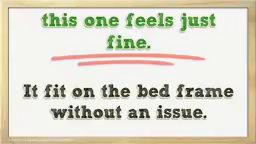 this one feels just
fine.
It fit on the bed frame
without an issue.